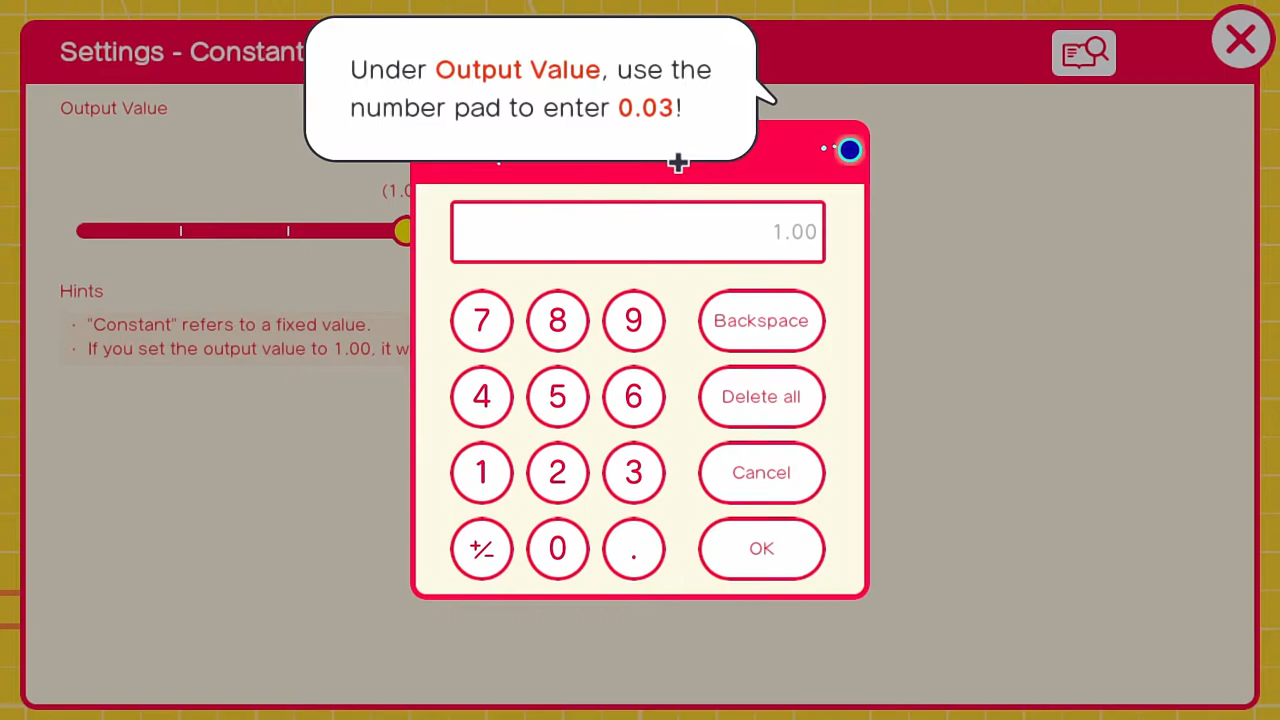 Settings - Constant
Under Output Value, use the
number pad to enter 0.03!
Output Value
(1.0
1.00
Hints
· "Constant" refers to a fixed value.
· If you set the output value to 1.00, it w
7 8 9 Backspace
4 5 6 Delete all
1 2 3 Cancel
+/- 0 . OK